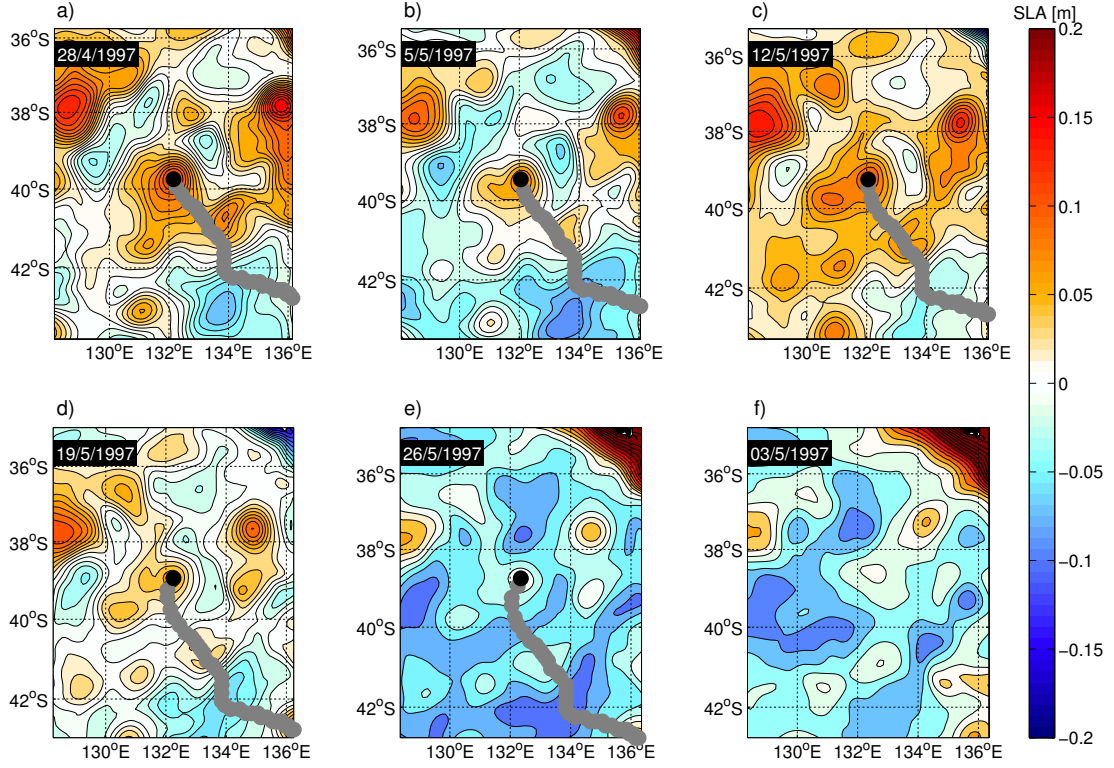 a)
b)
c)
SLA [m]
28/4/1997
5/5/1997
12/5/1997
36°S
38°S
40°S
42°S
130°E
132°E
134°E
136°E
36°S
38°S
40°S
42°S
130°E
132°E
134°E
136°E
36°S
38°S
40°S
42°S
130°E
132°E
134°E
136°E
0.2
0.15
0.1
0.05
0
−0.05
−0.1
−0.15
−0.2
d)
e)
f)
19/5/1997
26/5/1997
03/5/1997
36°S
38°S
40°S
42°S
130°E
132°E
134°E
136°E
36°S
38°S
40°S
42°S
130°E
132°E
134°E
136°E
36°S
38°S
40°S
42°S
130°E
132°E
134°E
136°E